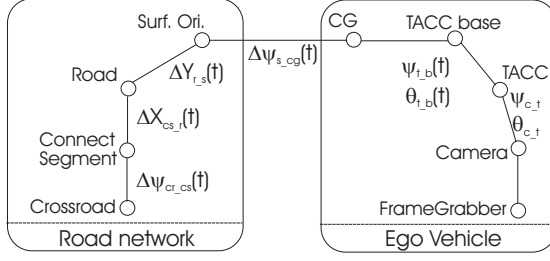 Surf. Ori.
CG
TACC base
Δψs_cg(t)
ΔYr_s(t)
Road
ψt_b(t)
θt_b(t)
TACC
ψc_t
θc_t
ΔXcs_r(t)
Connect
Segment
Camera
Δψcr_cs(t)
Crossroad
FrameGrabber
Road network
Ego Vehicle